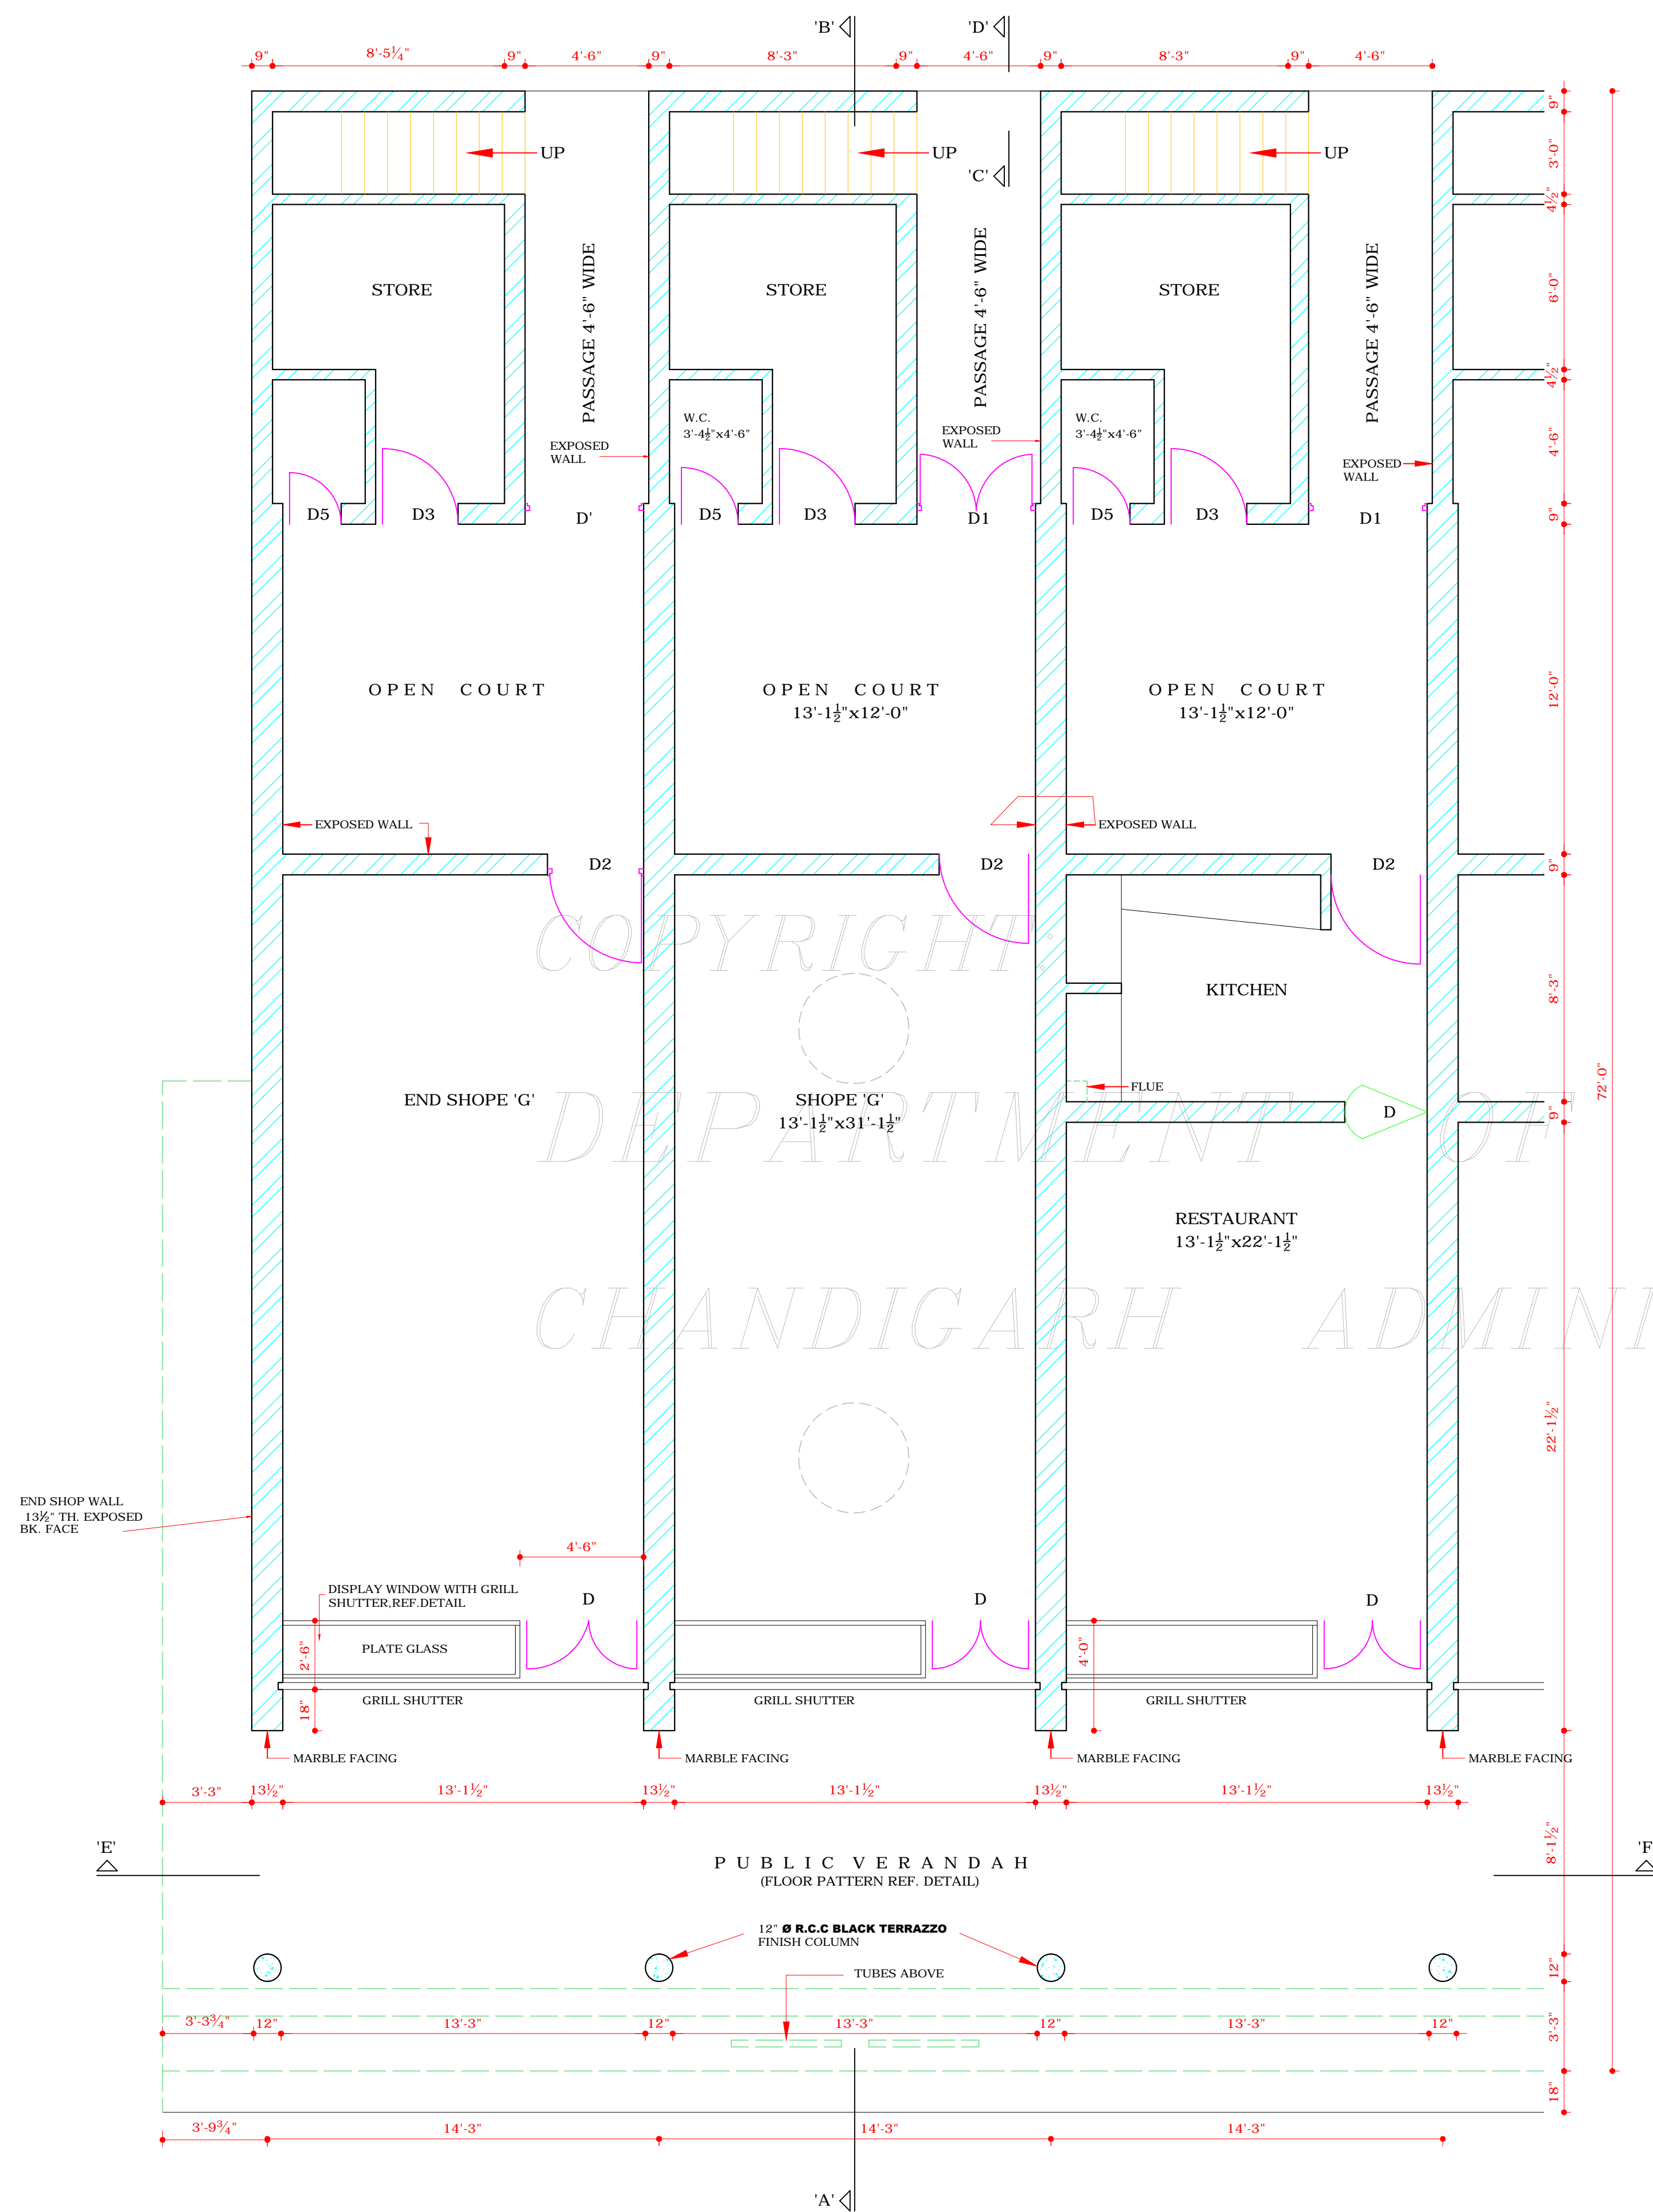 'B'
'D'
9"
8'-5¼"
9"
4'-6"
9"
8'-3"
9"
4'-6"
9"
8'-3"
9"
4'-6"
UP
UP
UP
'C'
9"
3'-0"
4½"
6'-0"
4½"
4'-6"
9"
12'-0"
9"
8'-3"
9"
22'-1½"
8'-1½"
12"
3'-3"
18"
72'-0"
STORE
STORE
STORE
PASSAGE 4'-6" WIDE
PASSAGE 4'-6" WIDE
PASSAGE 4'-6" WIDE
W.C.
3'-4½"x4'-6"
W.C.
3'-4½"x4'-6"
EXPOSED
WALL
EXPOSED
WALL
EXPOSED
WALL
D5
D3
D'
D5
D3
D1
D5
D3
D1
OPEN COURT
OPEN COURT
13'-1½"x12'-0"
OPEN COURT
13'-1½"x12'-0"
EXPOSED WALL
EXPOSED WALL
D2
D2
D2
COPYRIGHT :
KITCHEN
FLUE
END SHOPE 'G'
SHOPE 'G'
13'-1½"x31'-1½"
D
DEPARTMENT OF
RESTAURANT
13'-1½"x22'-1½"
CHANDIGARH ADMINI
END SHOP WALL
13½" TH. EXPOSED
BK. FACE
4'-6"
DISPLAY WINDOW WITH GRILL
SHUTTER,REF.DETAIL
D
D
D
PLATE GLASS
2'-6"
4'-0"
18"
GRILL SHUTTER
GRILL SHUTTER
GRILL SHUTTER
MARBLE FACING
MARBLE FACING
MARBLE FACING
MARBLE FACING
3'-3"
13½"
13'-1½"
13½"
13'-1½"
13½"
13'-1½"
13½"
'E'
'F
PUBLIC VERANDAH
(FLOOR PATTERN REF. DETAIL)
12" Ø R.C.C BLACK TERRAZZO
FINISH COLUMN
TUBES ABOVE
3'-3¾"
12"
13'-3"
12"
13'-3"
12"
13'-3"
12"
3'-9¾"
14'-3"
14'-3"
14'-3"
'A'